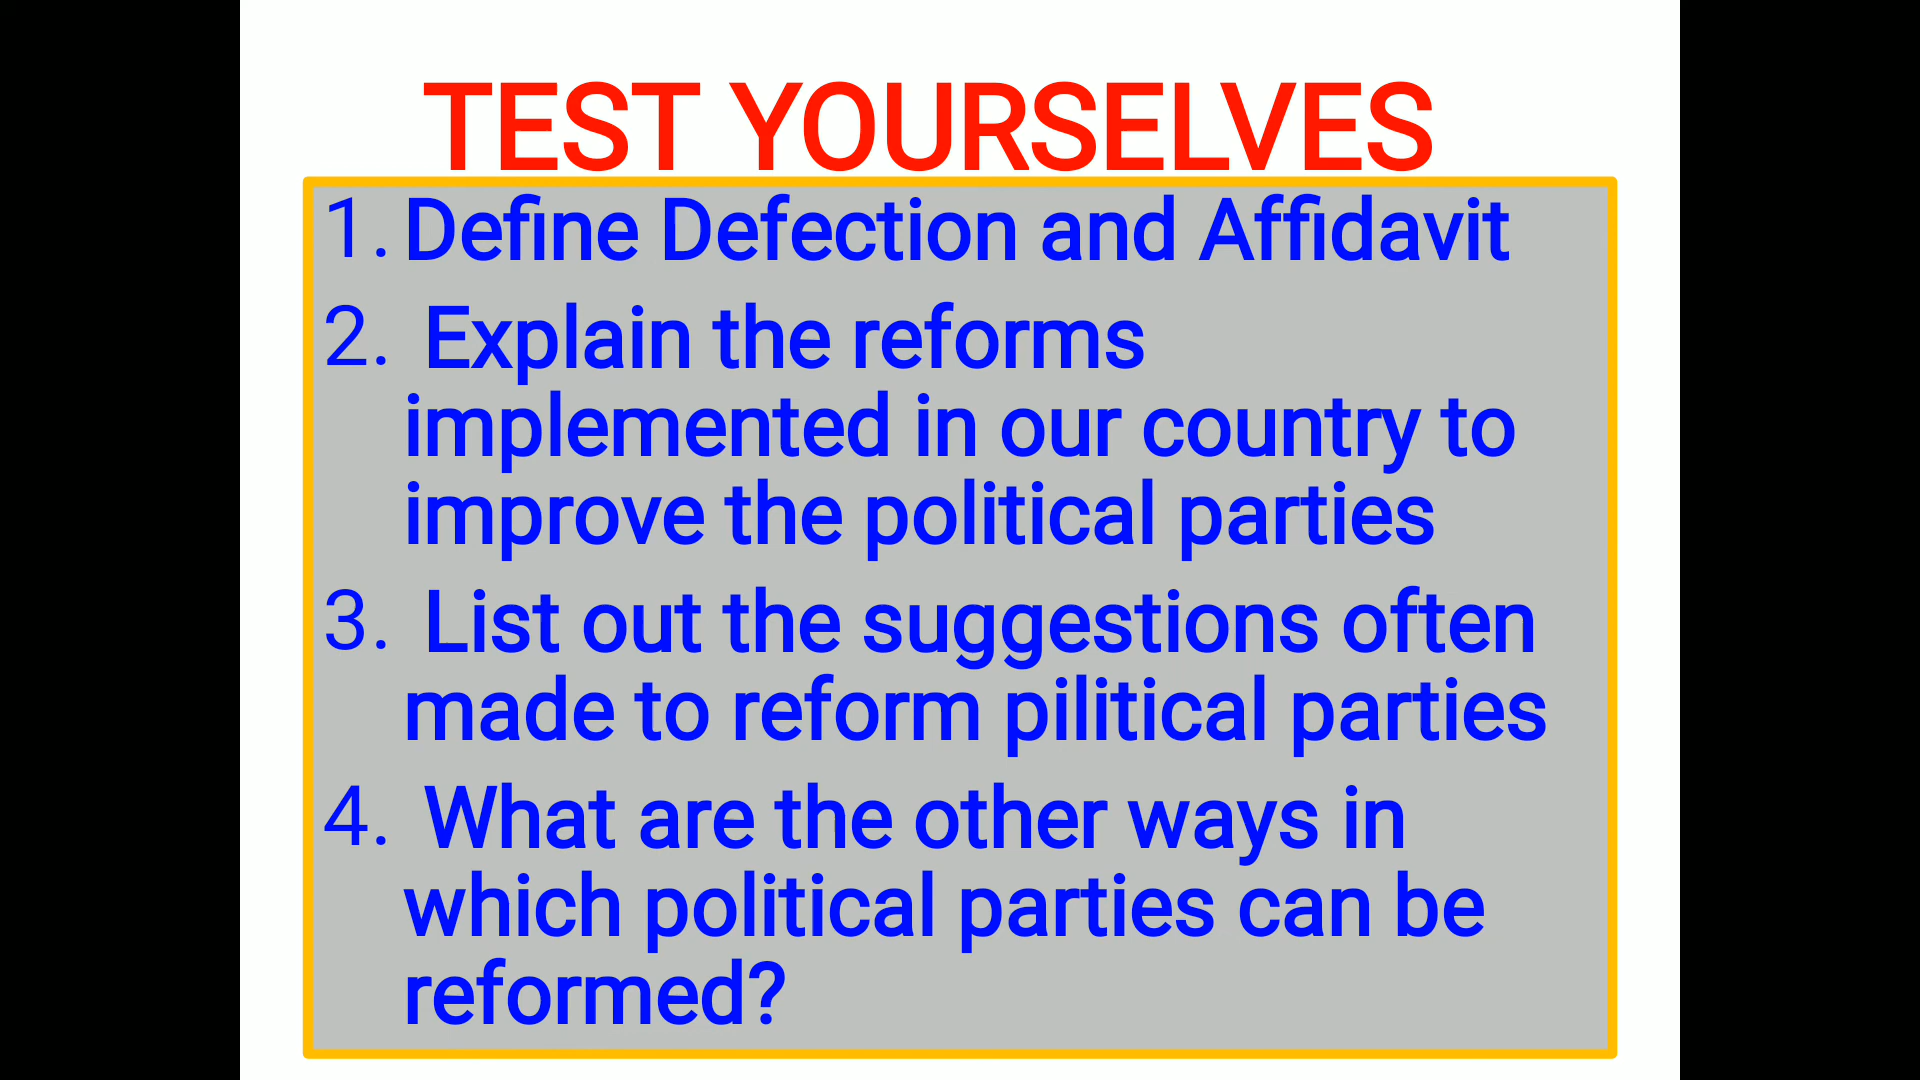 TEST YOURSELVES
1. Define Defection and Affidavit
2. Explain the reforms
implemented in our country to
improve the political parties
3. List out the suggestions often
made to reform pilitical parties
4. What are the other ways in
which political parties can be
reformed?